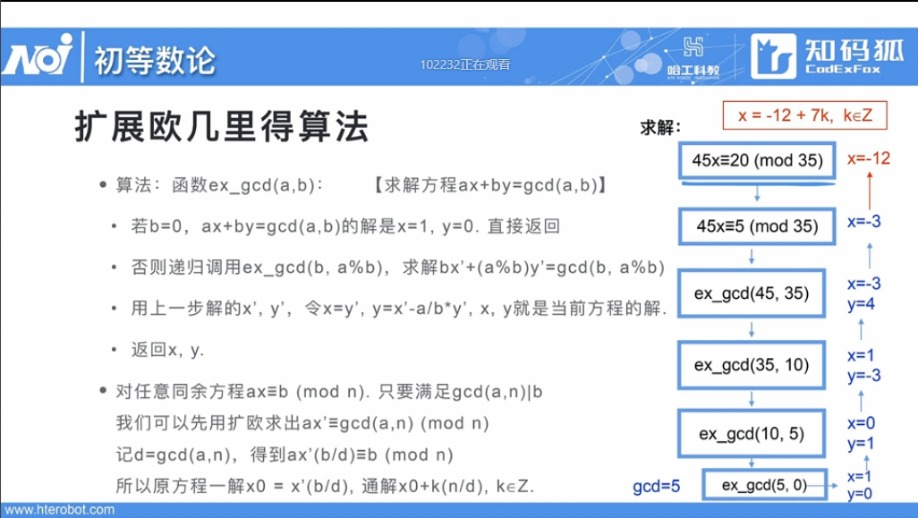 NOi
初等数论
102232正在观看
哈工科教
知码狐
CodExFox
扩展欧几里得算法
• 算法：函数ex_gcd(a,b)： 【求解方程ax+by=gcd(a,b)】
• 若b=0，ax+by=gcd(a,b)的解是x=1, y=0. 直接返回
• 否则递归调用ex_gcd(b, a%b)，求解bx’+(a%b)y’=gcd(b, a%b)
• 用上一步解的x’, y’，令x=y’, y=x’-a/b*y’, x, y就是当前方程的解.
• 返回x, y.
• 对任意同余方程ax≡b (mod n). 只要满足gcd(a,n)|b
我们可以先用扩欧求出ax’≡gcd(a,n) (mod n)
记d=gcd(a,n)，得到ax’(b/d)≡b (mod n)
所以原方程一解x0 = x’(b/d), 通解x0+k(n/d), k∈Z.
求解：
x = -12 + 7k, k∈Z
45x≡20 (mod 35)
x=-12
45x≡5 (mod 35)
x=-3
ex_gcd(45, 35)
x=-3
y=4
ex_gcd(35, 10)
x=1
y=-3
ex_gcd(10, 5)
x=0
y=1
gcd=5
ex_gcd(5, 0)
x=1
y=0
www.hterobot.com